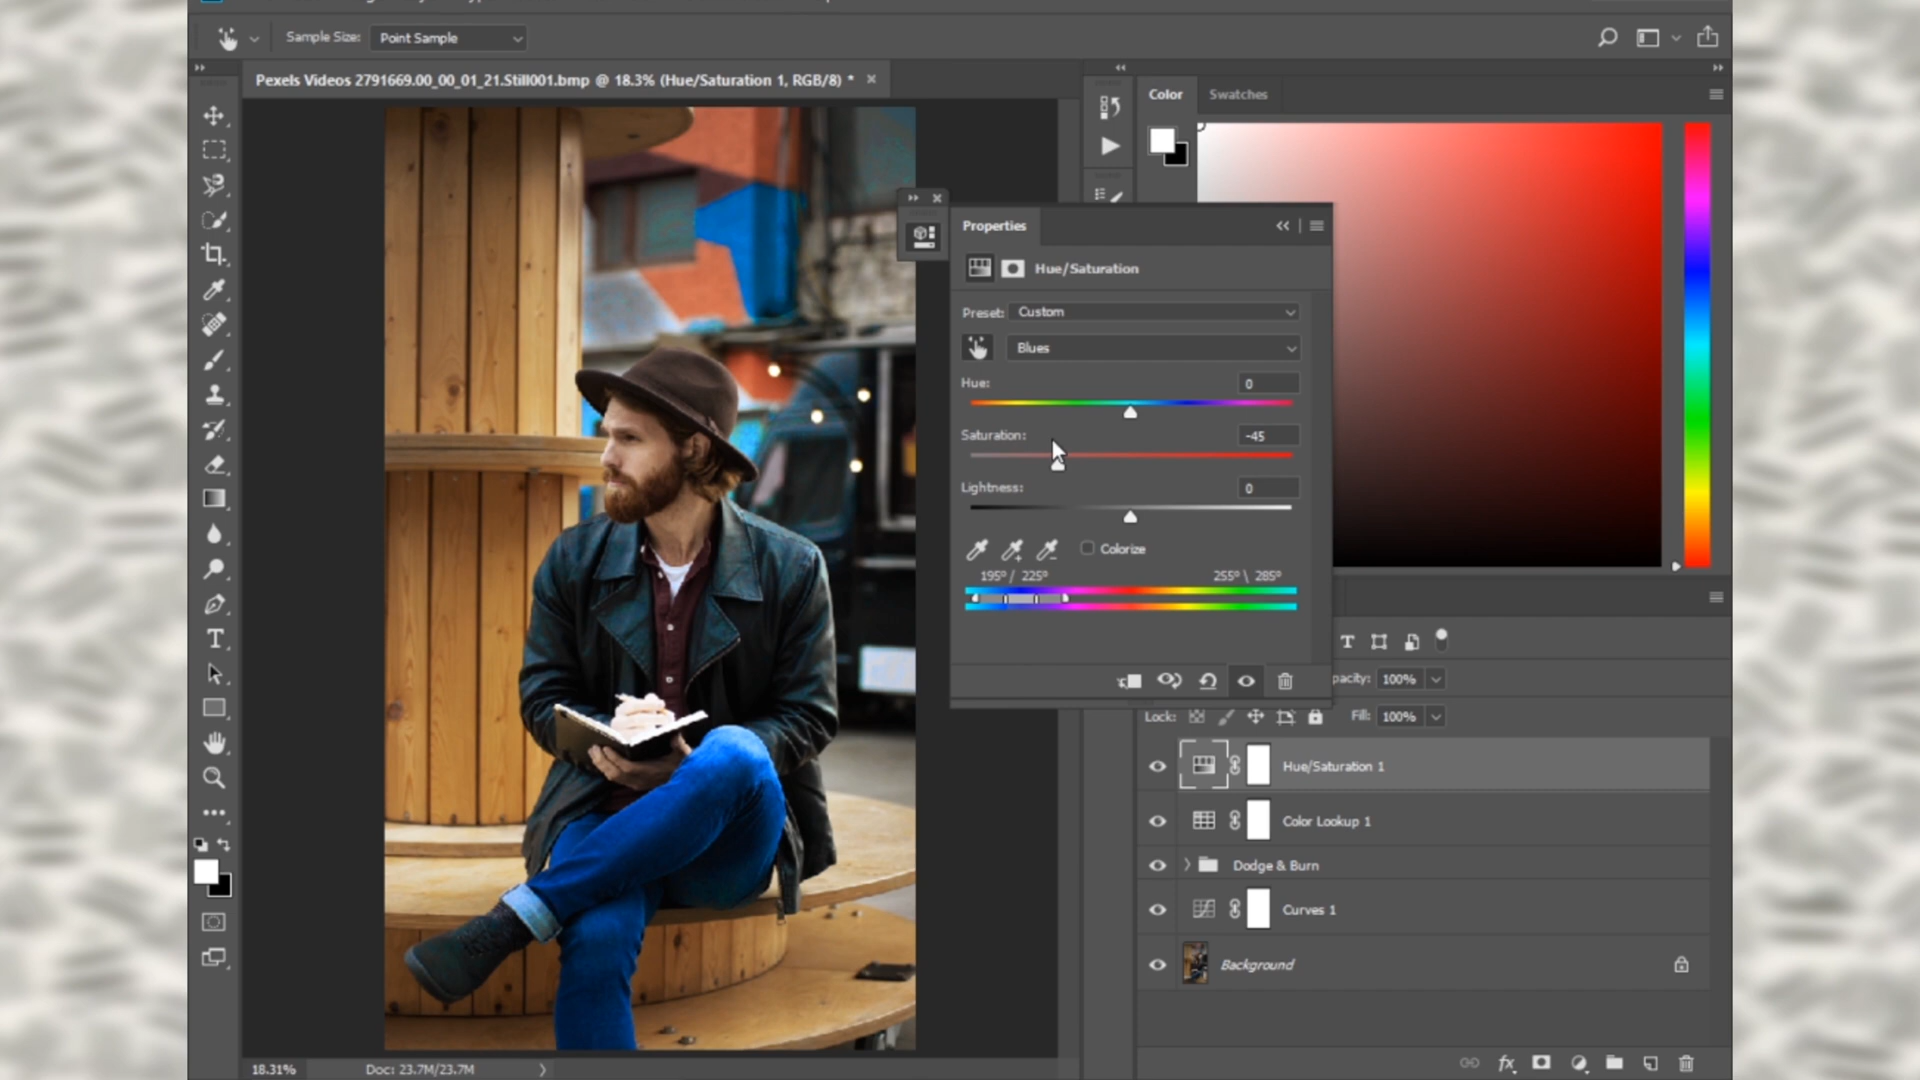 Sample Size: Point Sample
Pexels Videos 2791669.00_00_01_21.Still001.bmp @ 18.3% (Hue/Saturation 1, RGB/8) *
Color
Swatches
Properties
Hue/Saturation
Preset: Custom
Blues
Hue: 0
Saturation: -45
Lightness: 0
Colorize
195°/ 225° 255°\ 285°
pacity: 100%
Lock: Fill: 100%
Hue/Saturation 1
Color Lookup 1
Dodge & Burn
Curves 1
Background
18.31% Doc: 23.7M/23.7M